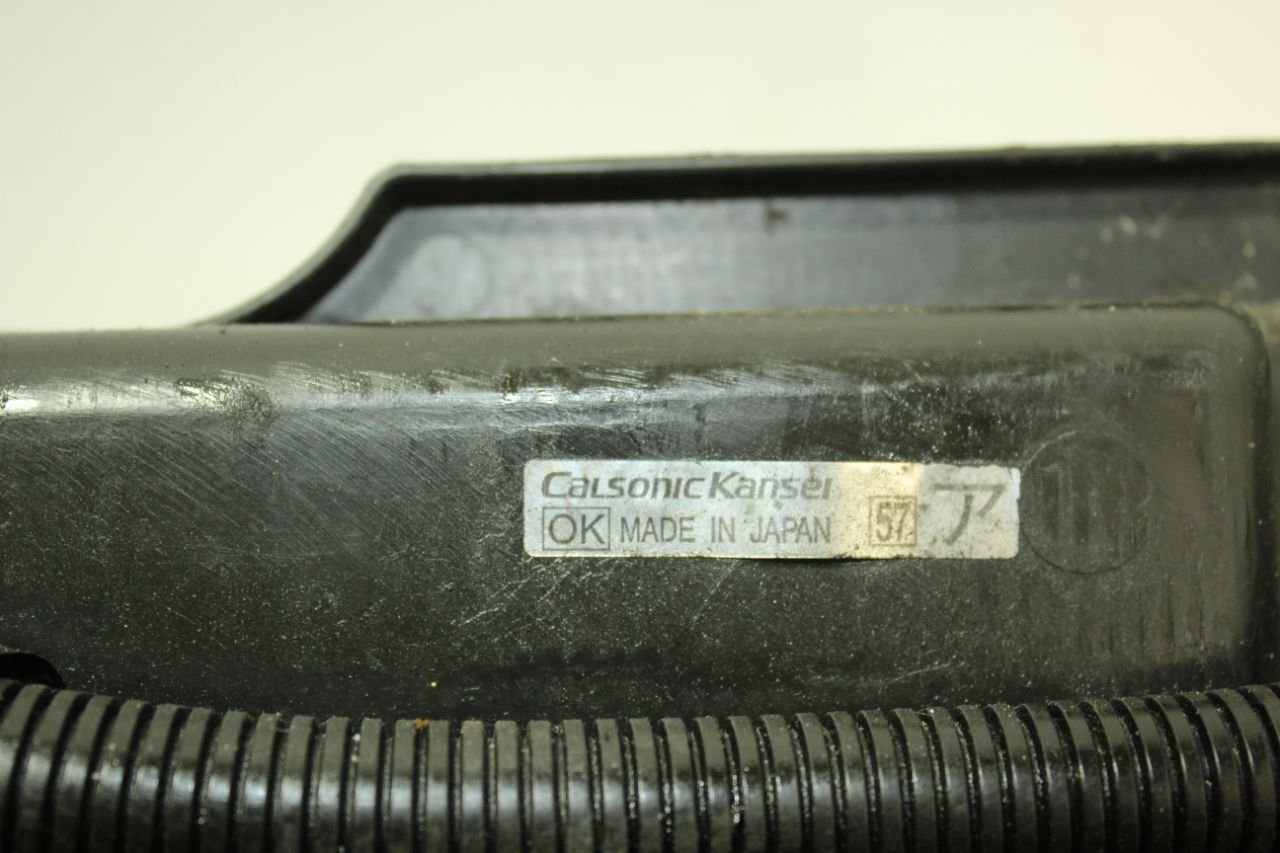 CalsonicKansei
OK MADE IN JAPAN 57 ア